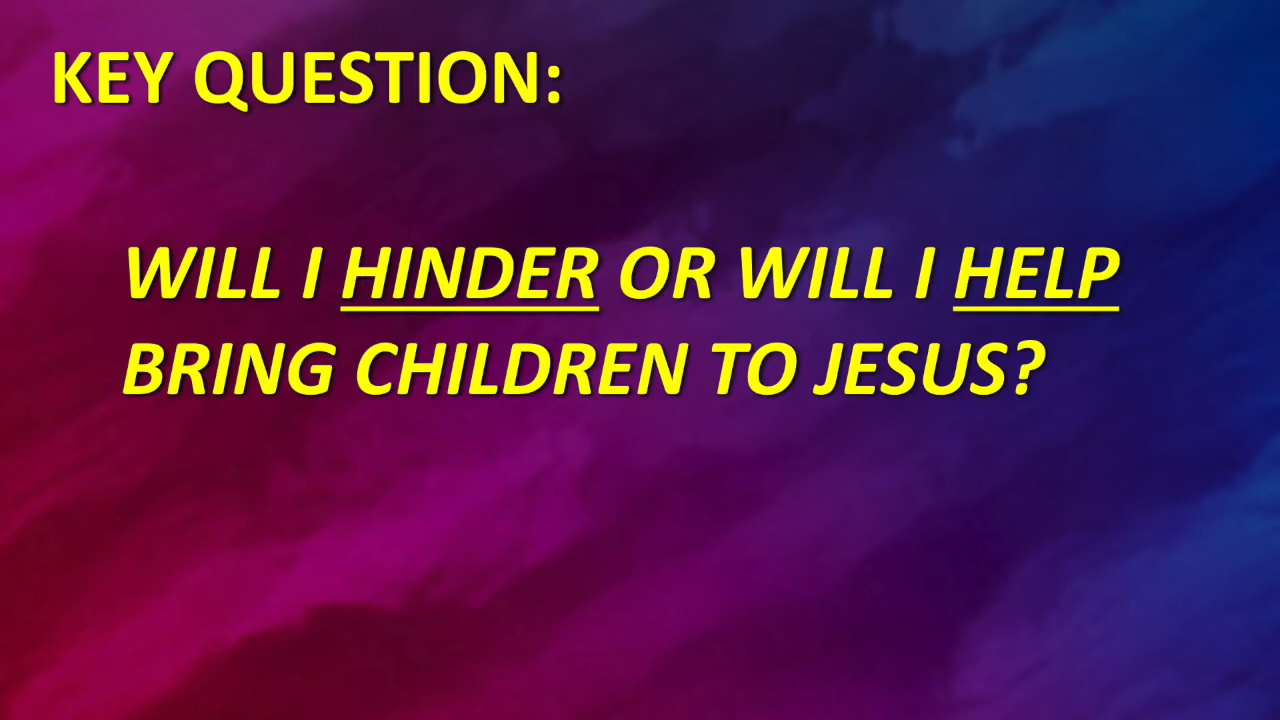 KEY QUESTION:
WILL I HINDER OR WILL I HELP
BRING CHILDREN TO JESUS?